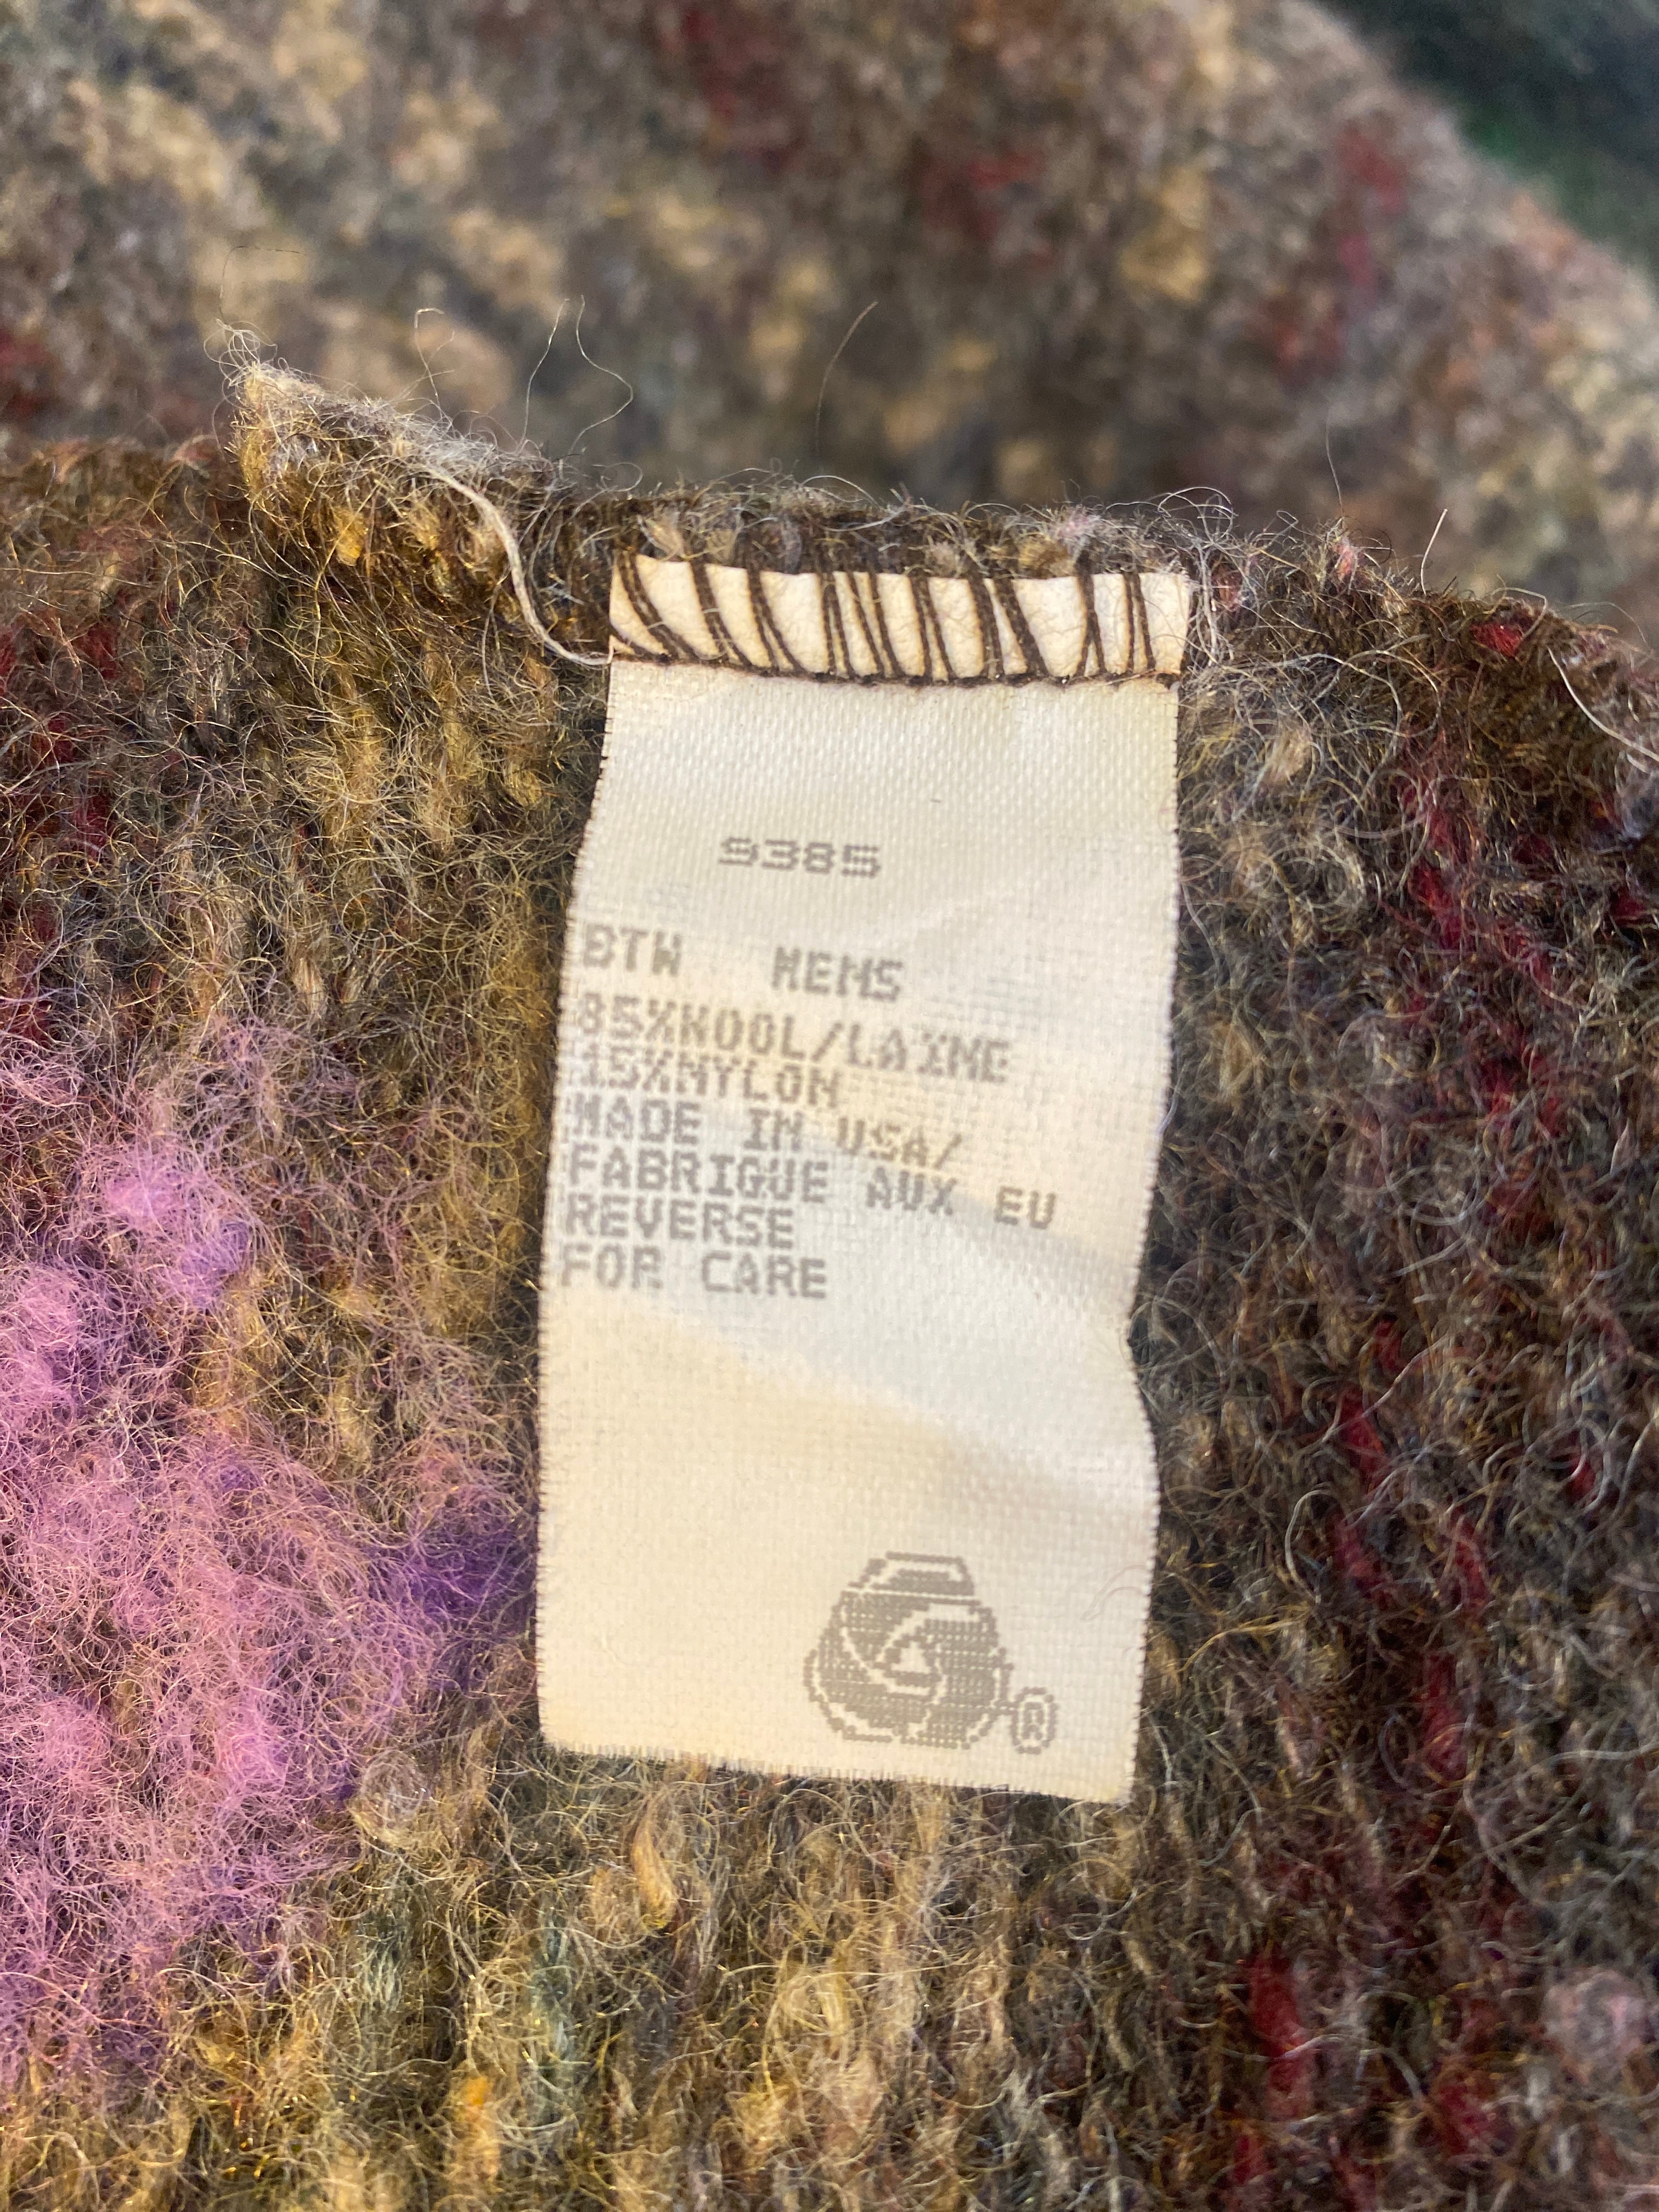 9385
BTW MENS
85%WOOL/LAINE
15%NYLON
MADE IN USA/
FABRIQUE AUX EU
REVERSE
FOR CARE
®